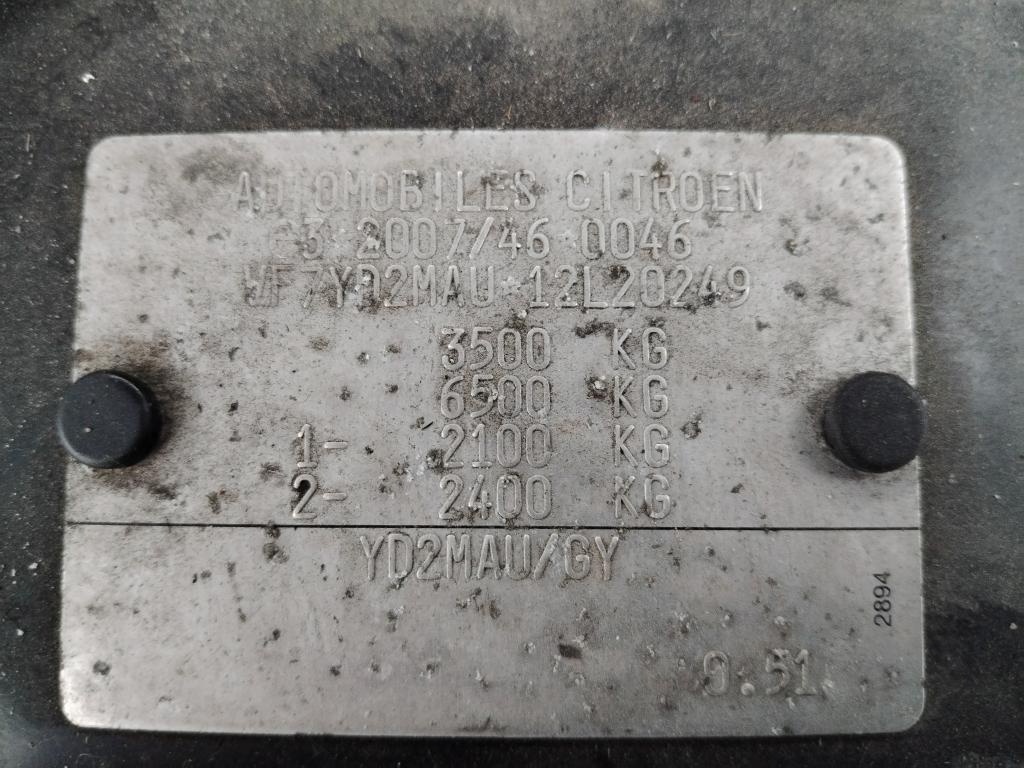 AUTOMOBILES CITROEN
e3*2007/46*0046
VF7YD2MAU*12L20249
3500 KG
6500 KG
1- 2100 KG
2- 2400 KG
YD2MAU/GY
2894
0.51